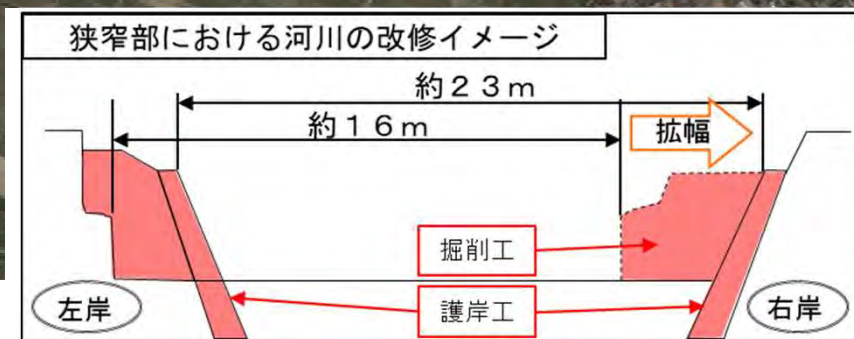 狭窄部における河川の改修イメージ
約２３ｍ
約１６ｍ
拡幅
掘削工
護岸工
左岸
右岸